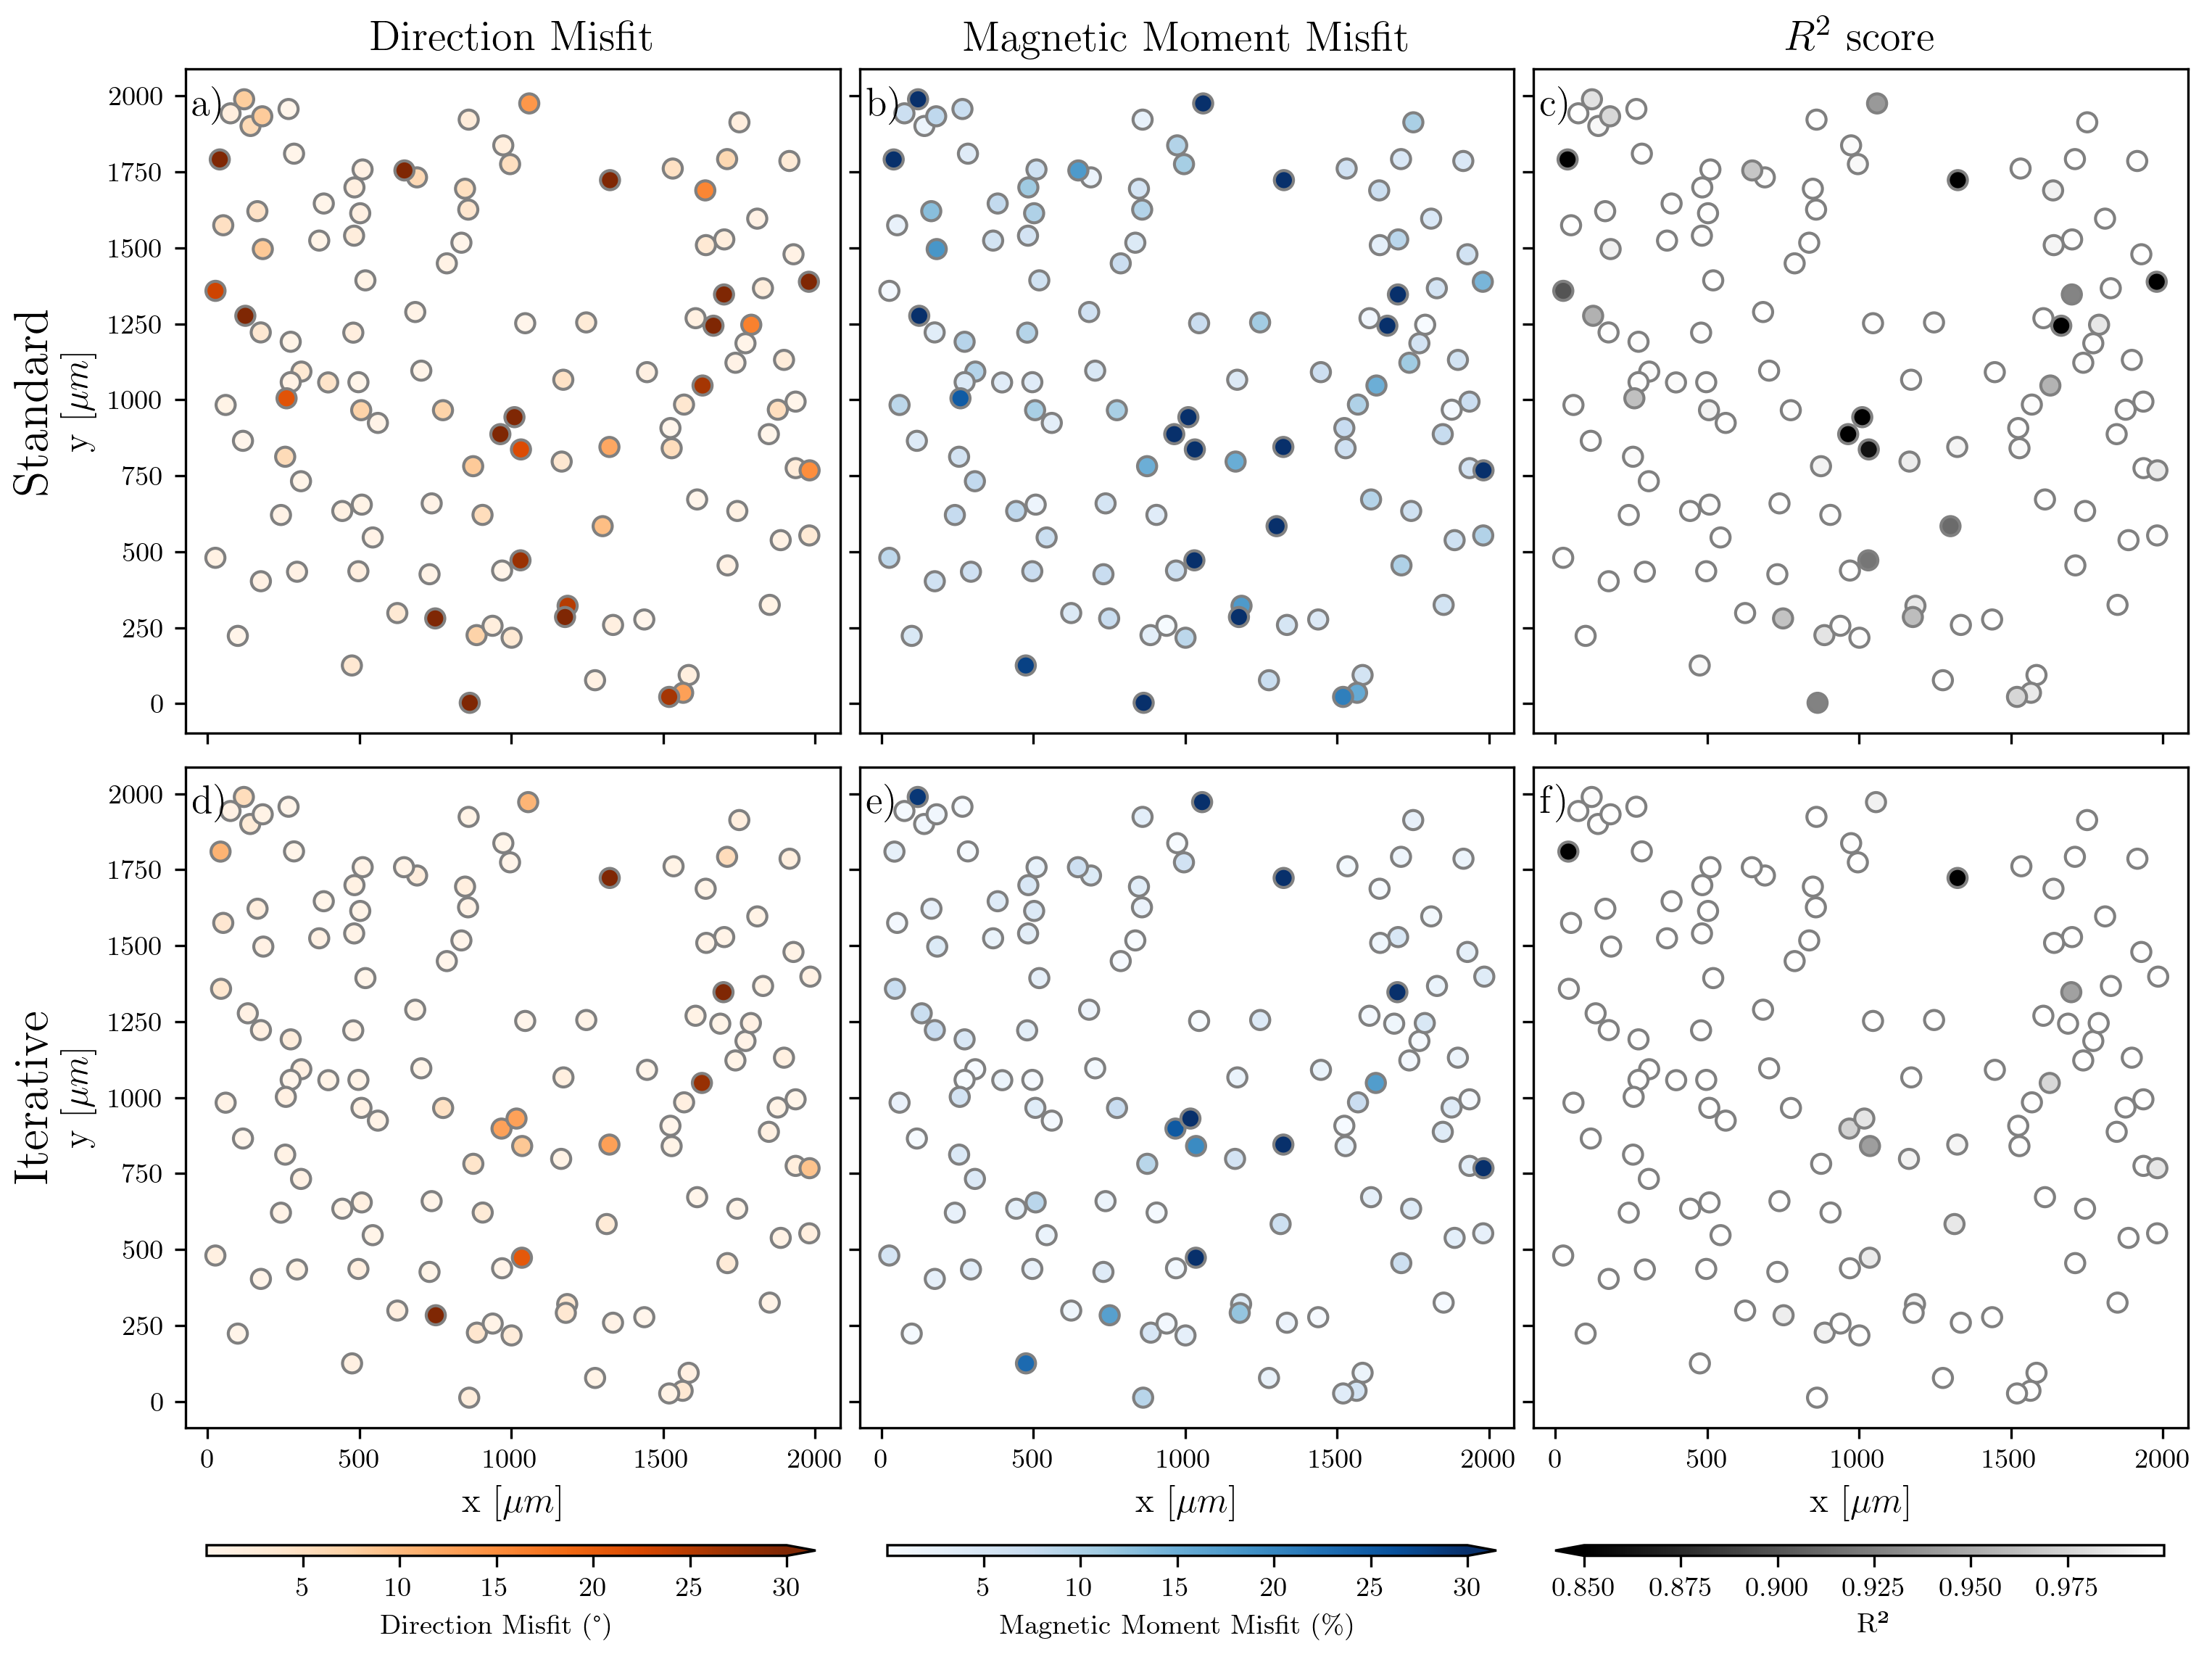 Direction Misfit
Magnetic Moment Misfit
R² score
Standard
y [μm]
a)
2000
1750
1500
1250
1000
750
500
250
0
b)
c)
Iterative
y [μm]
d)
2000
1750
1500
1250
1000
750
500
250
0
e)
f)
0 500 1000 1500 2000
0 500 1000 1500 2000
0 500 1000 1500 2000
x [μm]
x [μm]
x [μm]
5 10 15 20 25 30
5 10 15 20 25 30
0.850 0.875 0.900 0.925 0.950 0.975
Direction Misfit (°)
Magnetic Moment Misfit (%)
R²